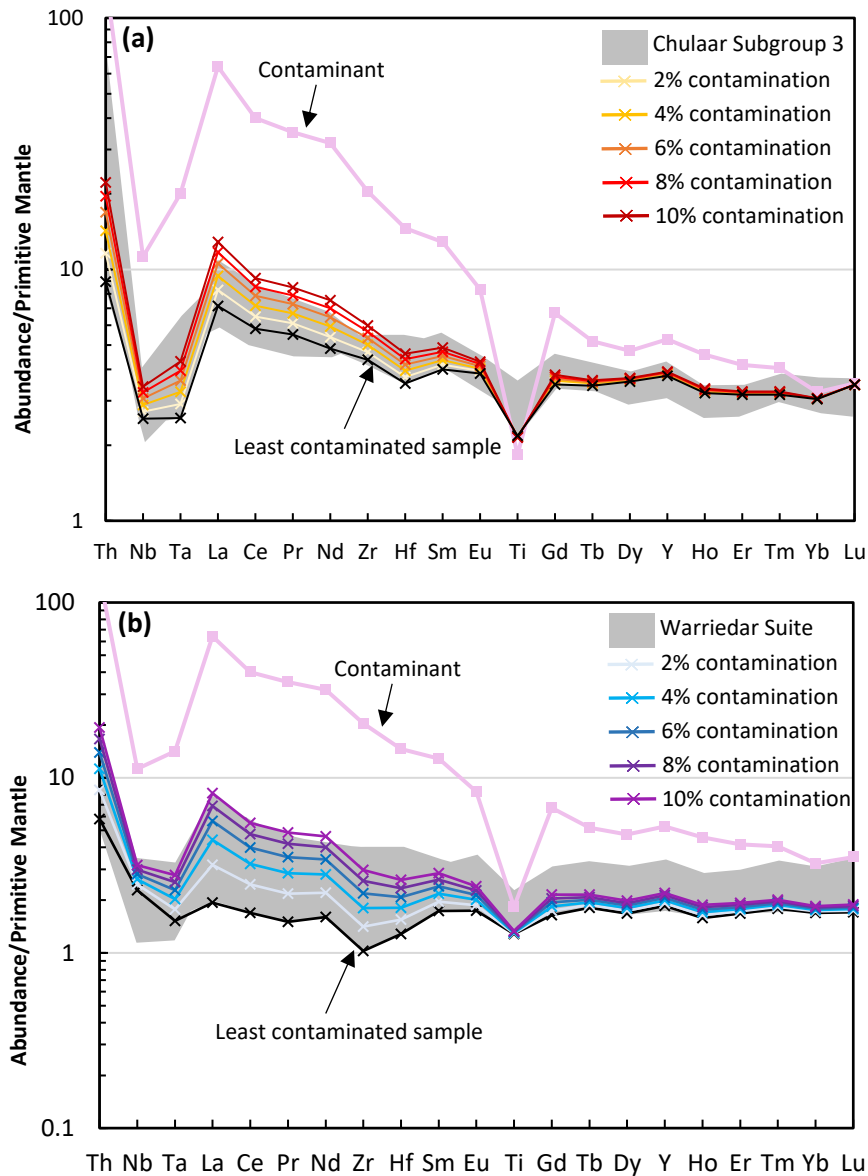 100
(a)
Chulaar Subgroup 3
Contaminant
2% contamination
4% contamination
6% contamination
8% contamination
10% contamination
Abundance/Primitive Mantle
10
Least contaminated sample
1
Th Nb Ta La Ce Pr Nd Zr Hf Sm Eu Ti Gd Tb Dy Y Ho Er Tm Yb Lu
100
(b)
Warriedar Suite
Contaminant
2% contamination
4% contamination
6% contamination
8% contamination
10% contamination
Abundance/Primitive Mantle
10
1
Least contaminated sample
0.1
Th Nb Ta La Ce Pr Nd Zr Hf Sm Eu Ti Gd Tb Dy Y Ho Er Tm Yb Lu